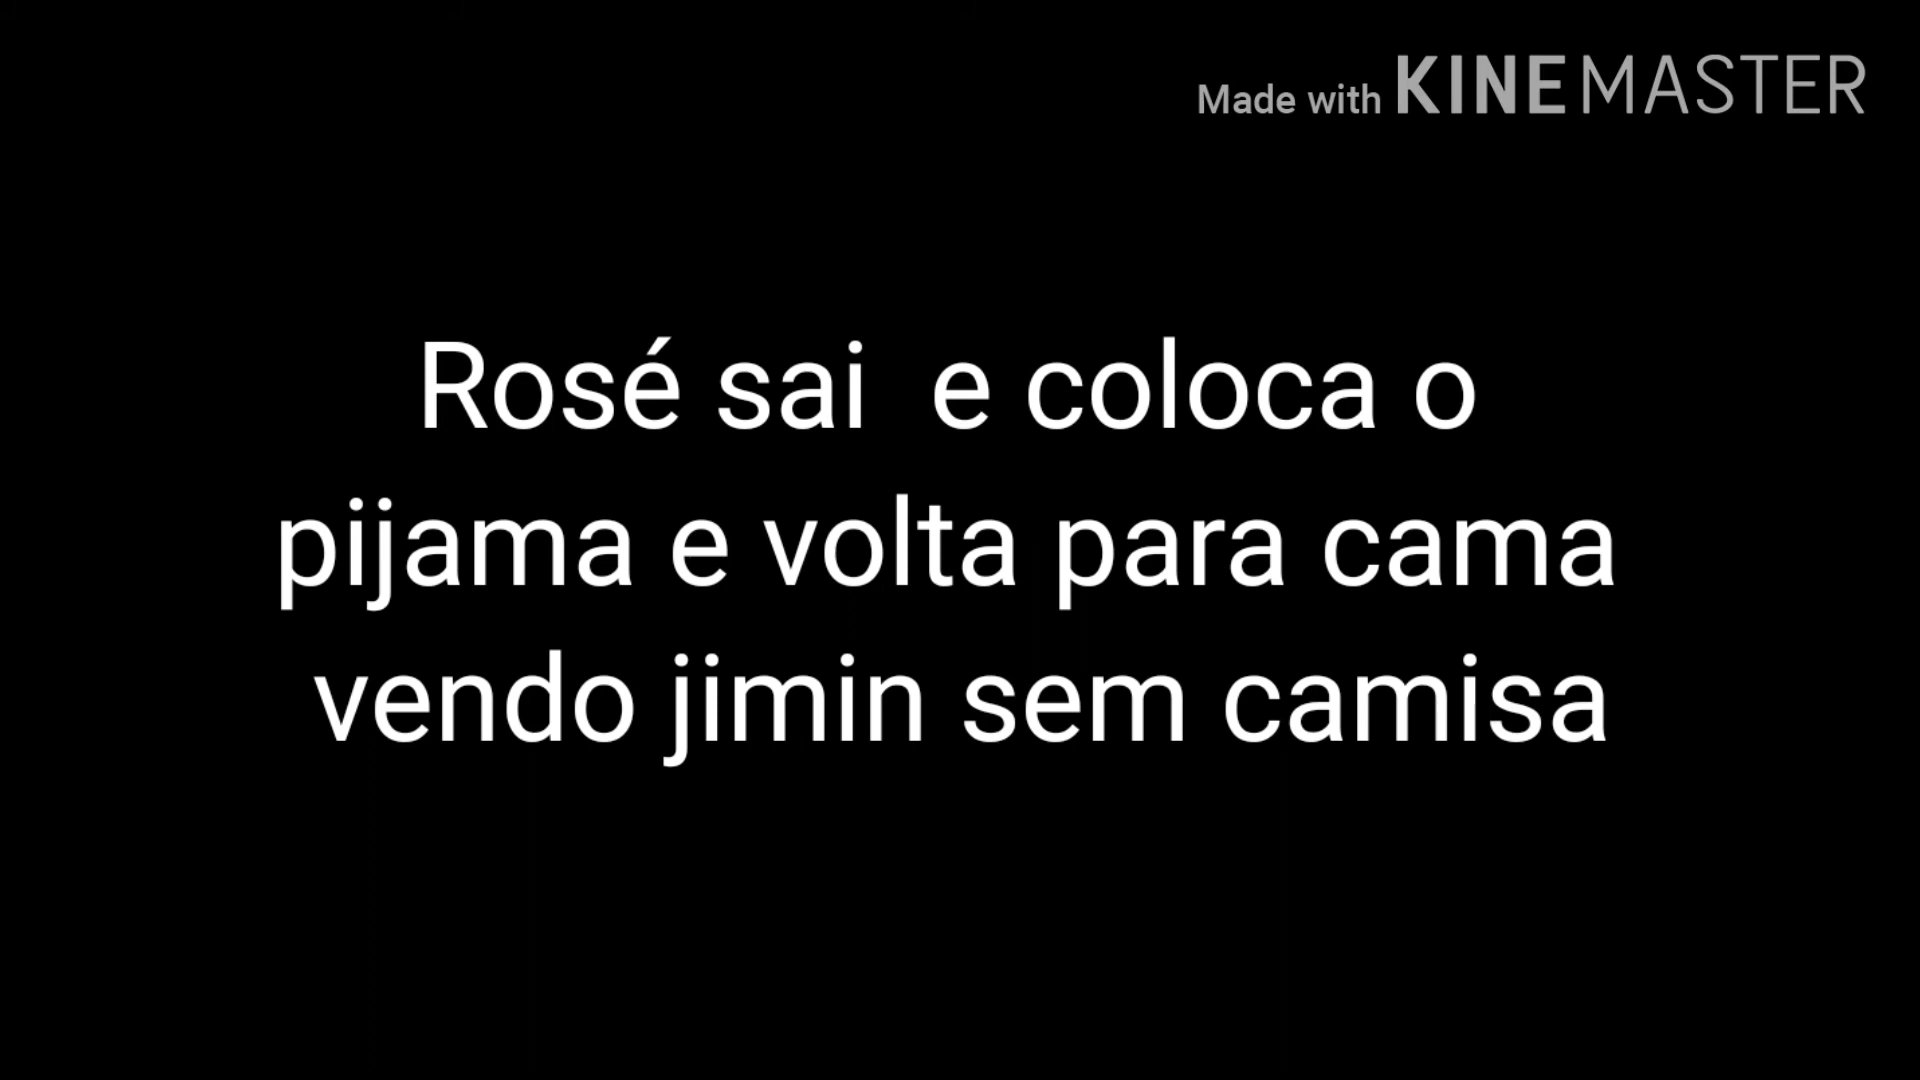 Made with KINEMASTER
Rosé sai  e coloca o
pijama e volta para cama
vendo jimin sem camisa